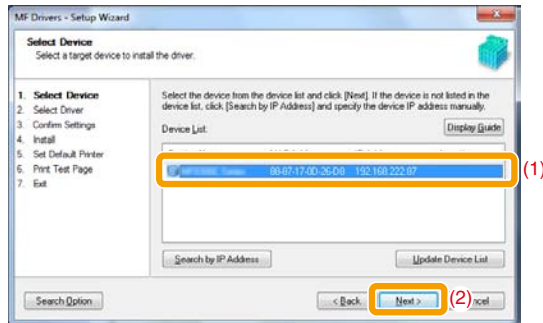 MF Drivers - Setup Wizard
Select Device
Select a target device to install the driver.
1. Select Device
2. Select Driver
3. Confirm Settings
4. Install
5. Set Default Printer
6. Print Test Page
7. Exit
Select the device from the device list and click [Next]. If the device is not listed in the
device list, click [Search by IP Address] and specify the device IP address manually.
Device List:
Display Guide
88-87-17-0D-26-D8 192.168.222.87
(1)
Search by IP Address
Update Device List
Search Option
< Back
Next >
(2)